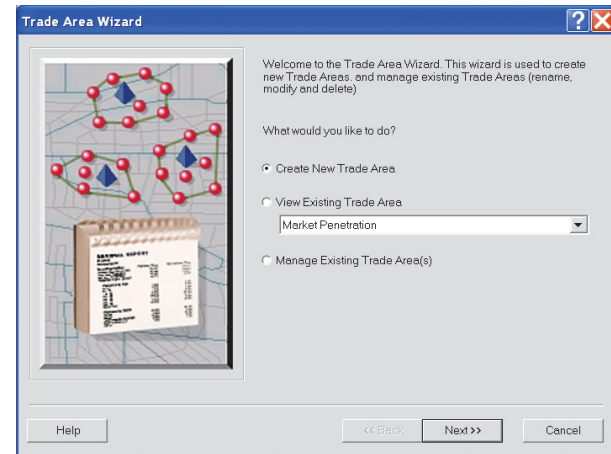 Trade Area Wizard
Welcome to the Trade Area Wizard. This wizard is used to create
new Trade Areas, and manage existing Trade Areas (rename,
modify and delete)
What would you like to do?
Create New Trade Area
View Existing Trade Area
Market Penetration
Manage Existing Trade Area(s)
Help
<< Back
Next >>
Cancel